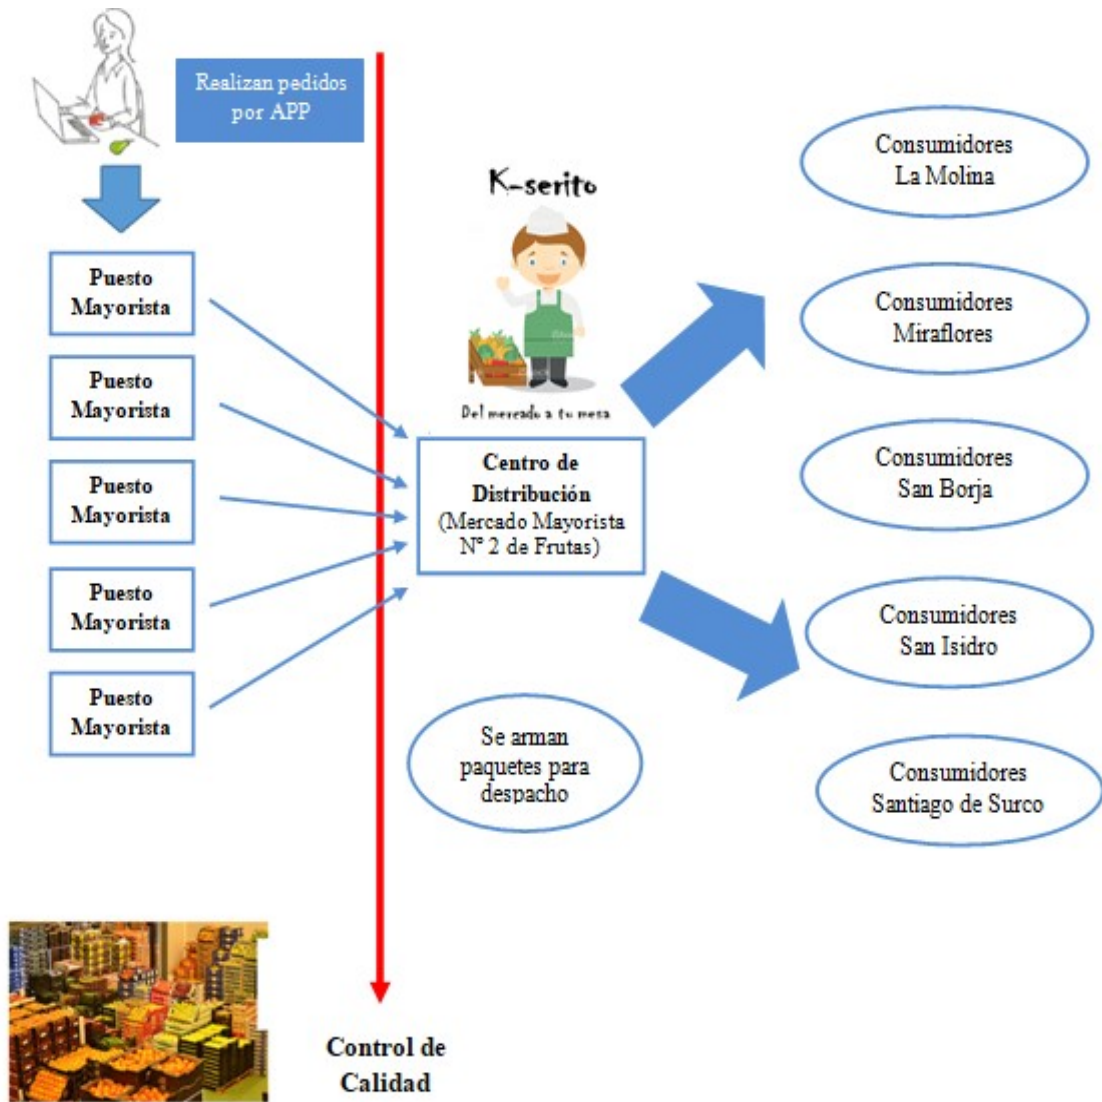 Realizan pedidos
por APP
Puesto
Mayorista
Puesto
Mayorista
Puesto
Mayorista
Puesto
Mayorista
Puesto
Mayorista
K-serito
Del mercado a tu mesa
Centro de
Distribución
(Mercado Mayorista
N° 2 de Frutas)
Se arman
paquetes para
despacho
Consumidores
La Molina
Consumidores
Miraflores
Consumidores
San Borja
Consumidores
San Isidro
Consumidores
Santiago de Surco
Control de
Calidad